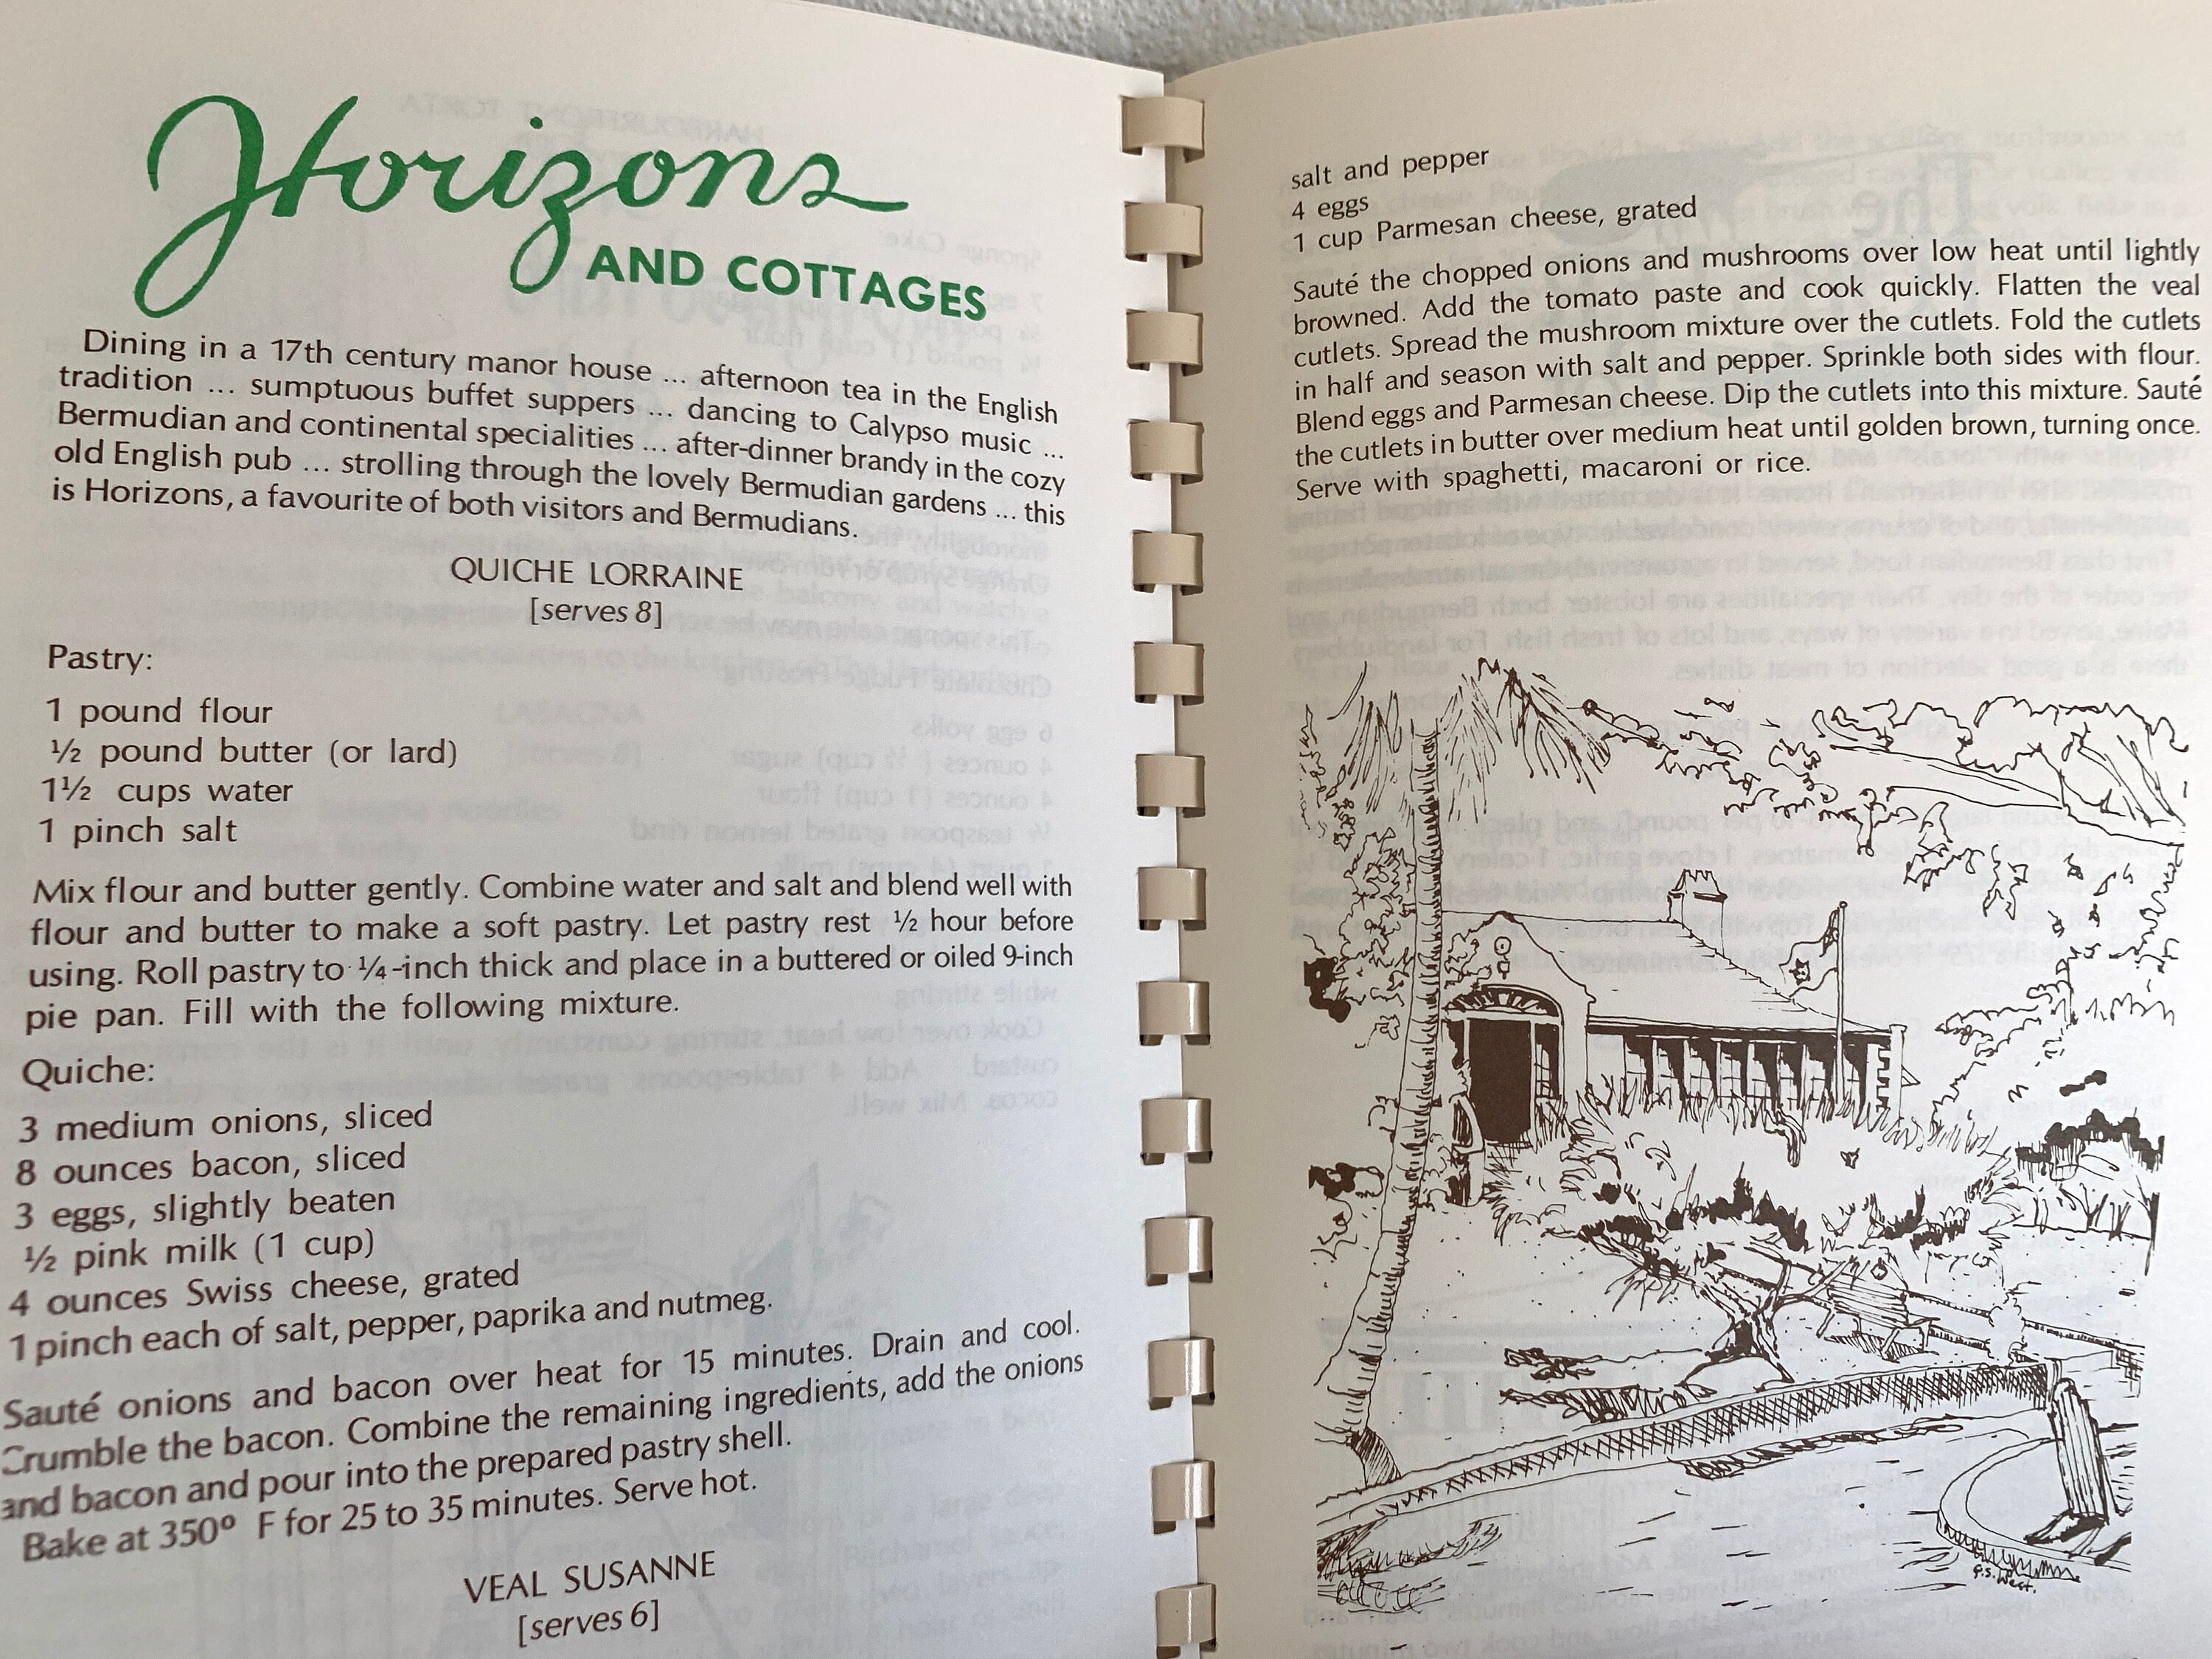 Horizons
AND COTTAGES
Dining in a 17th century manor house ... afternoon tea in the English
tradition ... sumptuous buffet suppers ... dancing to Calypso music ...
Bermudian and continental specialities ... after-dinner brandy in the cozy
old English pub ... strolling through the lovely Bermudian gardens ... this
is Horizons, a favourite of both visitors and Bermudians.
QUICHE LORRAINE
[serves 8]
Pastry:
1 pound flour
½ pound butter (or lard)
1½ cups water
1 pinch salt
Mix flour and butter gently. Combine water and salt and blend well with
flour and butter to make a soft pastry. Let pastry rest ½ hour before
using. Roll pastry to ¼-inch thick and place in a buttered or oiled 9-inch
pie pan. Fill with the following mixture.
Quiche:
3 medium onions, sliced
8 ounces bacon, sliced
3 eggs, slightly beaten
½ pink milk (1 cup)
4 ounces Swiss cheese, grated
1 pinch each of salt, pepper, paprika and nutmeg.
Sauté onions and bacon over heat for 15 minutes. Drain and cool.
Crumble the bacon. Combine the remaining ingredients, add the onions
and bacon and pour into the prepared pastry shell.
Bake at 350º F for 25 to 35 minutes. Serve hot.
VEAL SUSANNE
[serves 6]
salt and pepper
4 eggs
1 cup Parmesan cheese, grated
Sauté the chopped onions and mushrooms over low heat until lightly
browned. Add the tomato paste and cook quickly. Flatten the veal
cutlets. Spread the mushroom mixture over the cutlets. Fold the cutlets
in half and season with salt and pepper. Sprinkle both sides with flour.
Blend eggs and Parmesan cheese. Dip the cutlets into this mixture. Sauté
the cutlets in butter over medium heat until golden brown, turning once.
Serve with spaghetti, macaroni or rice.
G.S. West.